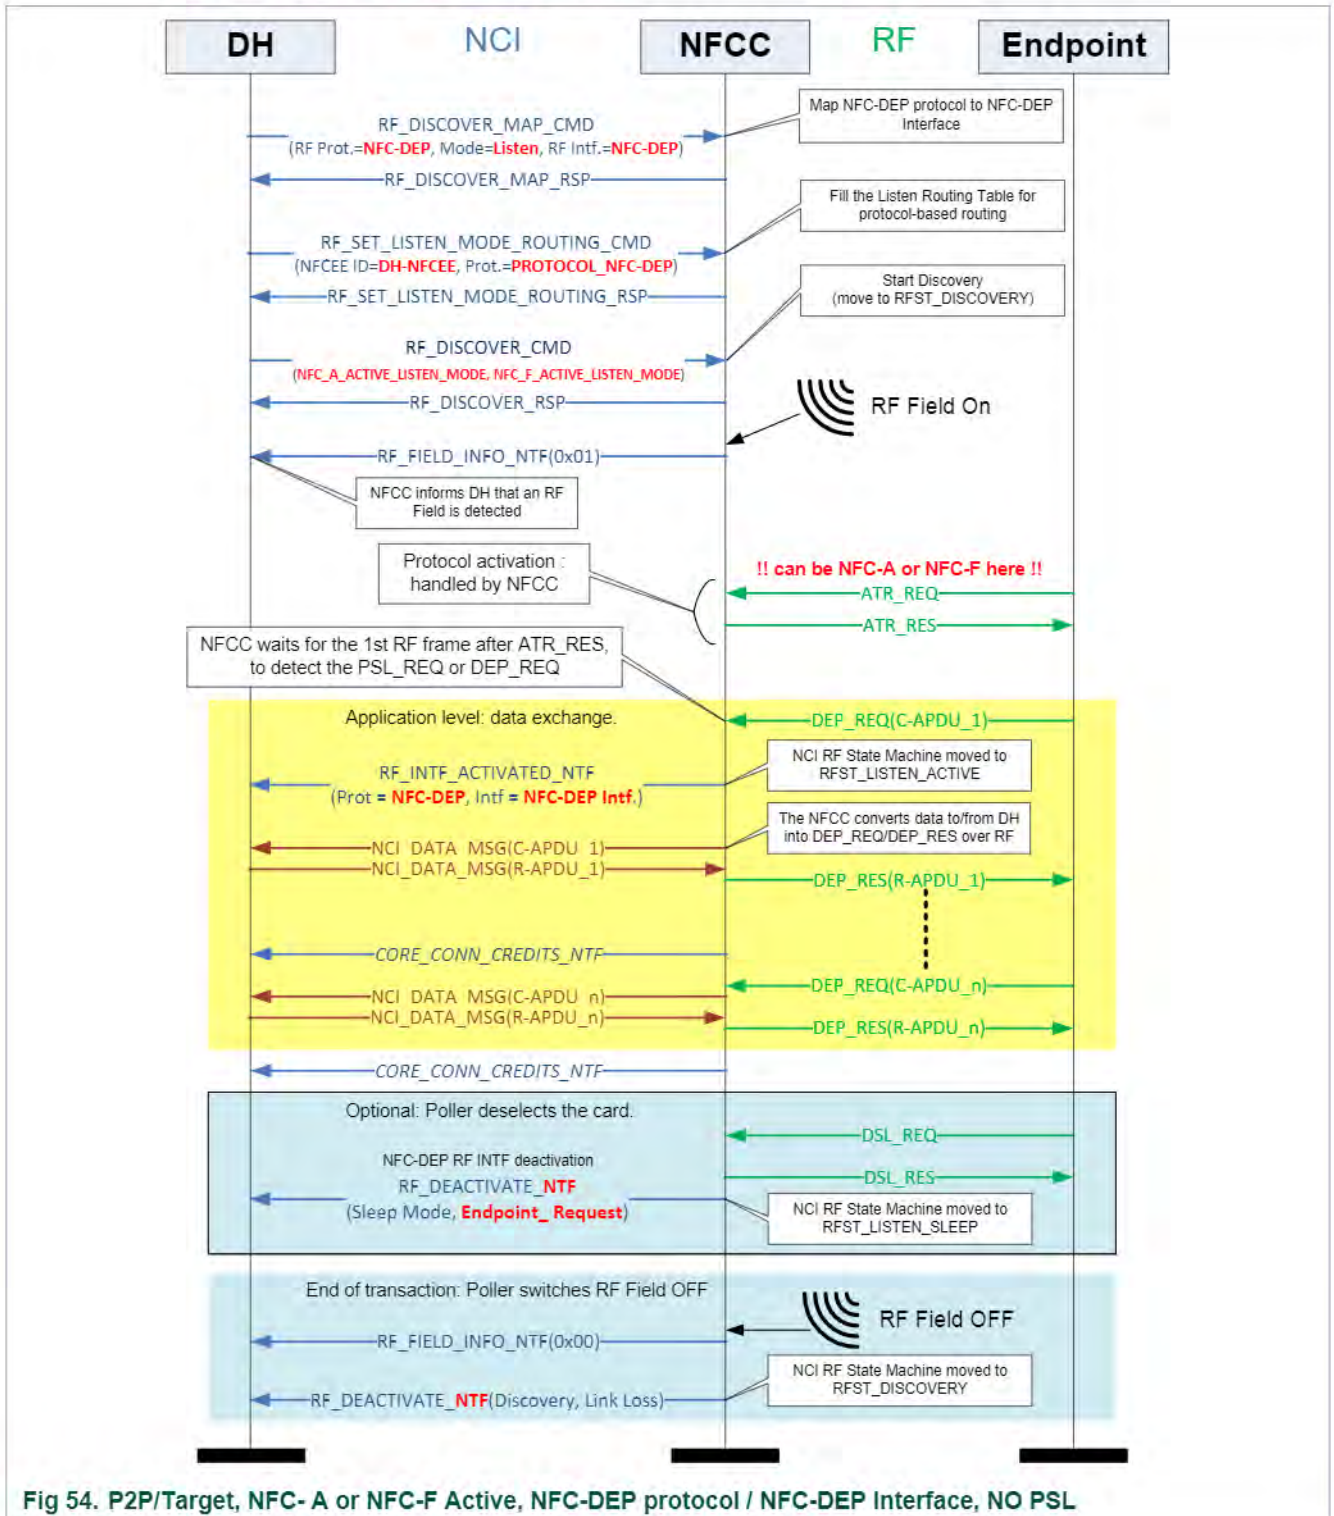 DH
NCI
NFCC
RF
Endpoint
Map NFC-DEP protocol to NFC-DEP
Interface
RF_DISCOVER_MAP_CMD
(RF Prot.=NFC-DEP, Mode=Listen, RF Intf.=NFC-DEP)
RF_DISCOVER_MAP_RSP
Fill the Listen Routing Table for
protocol-based routing
RF_SET_LISTEN_MODE_ROUTING_CMD
(NFCEE ID=DH-NFCEE, Prot.=PROTOCOL_NFC-DEP)
RF_SET_LISTEN_MODE_ROUTING_RSP
Start Discovery
(move to RFST_DISCOVERY)
RF_DISCOVER_CMD
(NFC_A_ACTIVE_LISTEN_MODE, NFC_F_ACTIVE_LISTEN_MODE)
RF_DISCOVER_RSP
RF Field On
RF_FIELD_INFO_NTF(0x01)
NFCC informs DH that an RF
Field is detected
Protocol activation :
handled by NFCC
!! can be NFC-A or NFC-F here !!
ATR_REQ
ATR_RES
NFCC waits for the 1st RF frame after ATR_RES,
to detect the PSL_REQ or DEP_REQ
Application level: data exchange.
DEP_REQ(C-APDU_1)
NCI RF State Machine moved to
RFST_LISTEN_ACTIVE
RF_INTF_ACTIVATED_NTF
(Prot = NFC-DEP, Intf = NFC-DEP Intf.)
The NFCC converts data to/from DH
into DEP_REQ/DEP_RES over RF
NCI_DATA_MSG(C-APDU_1)
NCI_DATA_MSG(R-APDU_1)
DEP_RES(R-APDU_1)
CORE_CONN_CREDITS_NTF
DEP_REQ(C-APDU_n)
NCI_DATA_MSG(C-APDU_n)
NCI_DATA_MSG(R-APDU_n)
DEP_RES(R-APDU_n)
CORE_CONN_CREDITS_NTF
Optional: Poller deselects the card.
DSL_REQ
NFC-DEP RF INTF deactivation
DSL_RES
RF_DEACTIVATE_NTF
(Sleep Mode, Endpoint_ Request)
NCI RF State Machine moved to
RFST_LISTEN_SLEEP
End of transaction: Poller switches RF Field OFF
RF Field OFF
RF_FIELD_INFO_NTF(0x00)
NCI RF State Machine moved to
RFST_DISCOVERY
RF_DEACTIVATE_NTF(Discovery, Link Loss)
Fig 54. P2P/Target, NFC- A or NFC-F Active, NFC-DEP protocol / NFC-DEP Interface, NO PSL